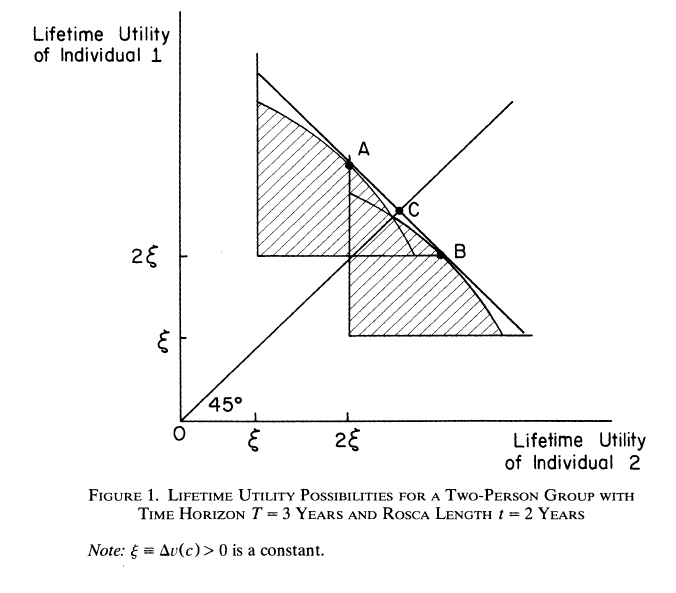 Lifetime Utility
of Individual 1
A
C
2ξ
B
ξ
45°
O
ξ
2ξ
Lifetime Utility
of Individual 2
FIGURE 1. LIFETIME UTILITY POSSIBILITIES FOR A TWO-PERSON GROUP WITH
TIME HORIZON T = 3 YEARS AND ROSCA LENGTH t = 2 YEARS
Note: ξ ≡ Δv(c) > 0 is a constant.